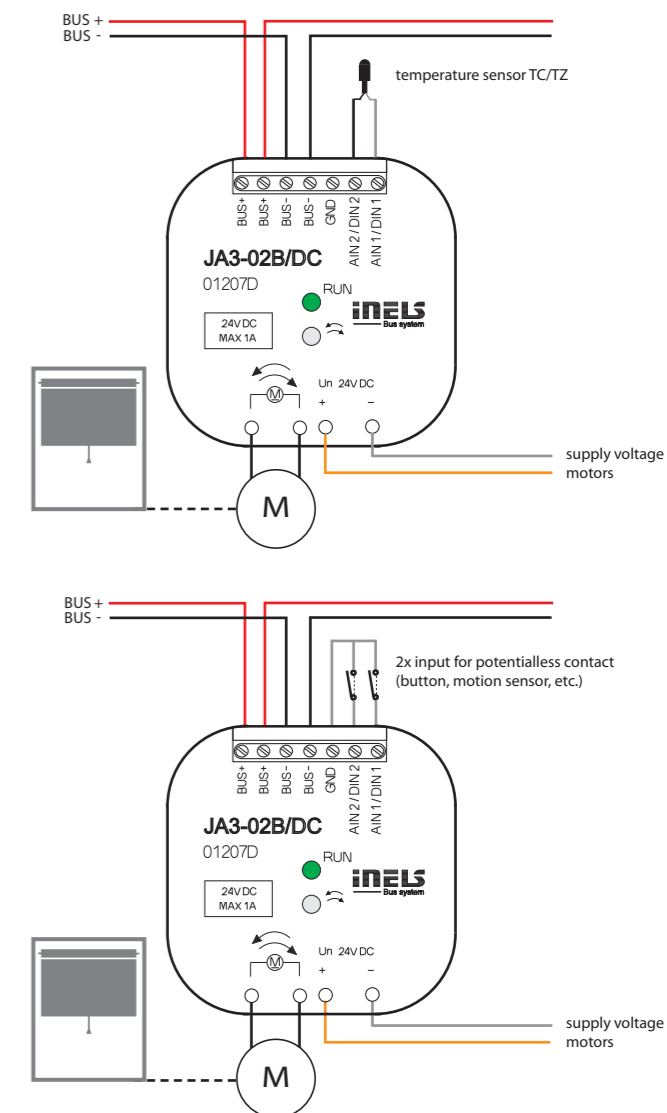 BUS +
BUS -
temperature sensor TC/TZ
BUS+
BUS+
BUS-
BUS-
GND
AIN 2 / DIN 2
AIN 1 / DIN 1
JA3-02B/DC
01207D
RUN
iNELS
Bus system
24V DC
MAX 1A
M
Un 24V DC
+ –
supply voltage
motors
M
BUS +
BUS -
2x input for potentialless contact
(button, motion sensor, etc.)
BUS+
BUS+
BUS-
BUS-
GND
AIN 2 / DIN 2
AIN 1 / DIN 1
JA3-02B/DC
01207D
RUN
iNELS
Bus system
24V DC
MAX 1A
M
Un 24V DC
+ –
supply voltage
motors
M